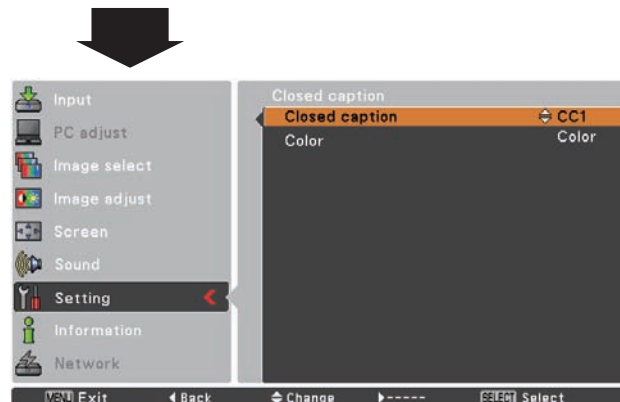 Input
PC adjust
Image select
Image adjust
Screen
Sound
Setting
Information
Network
Closed caption
Closed caption CC1
Color Color
MENU Exit Back Change ----- SELECT Select